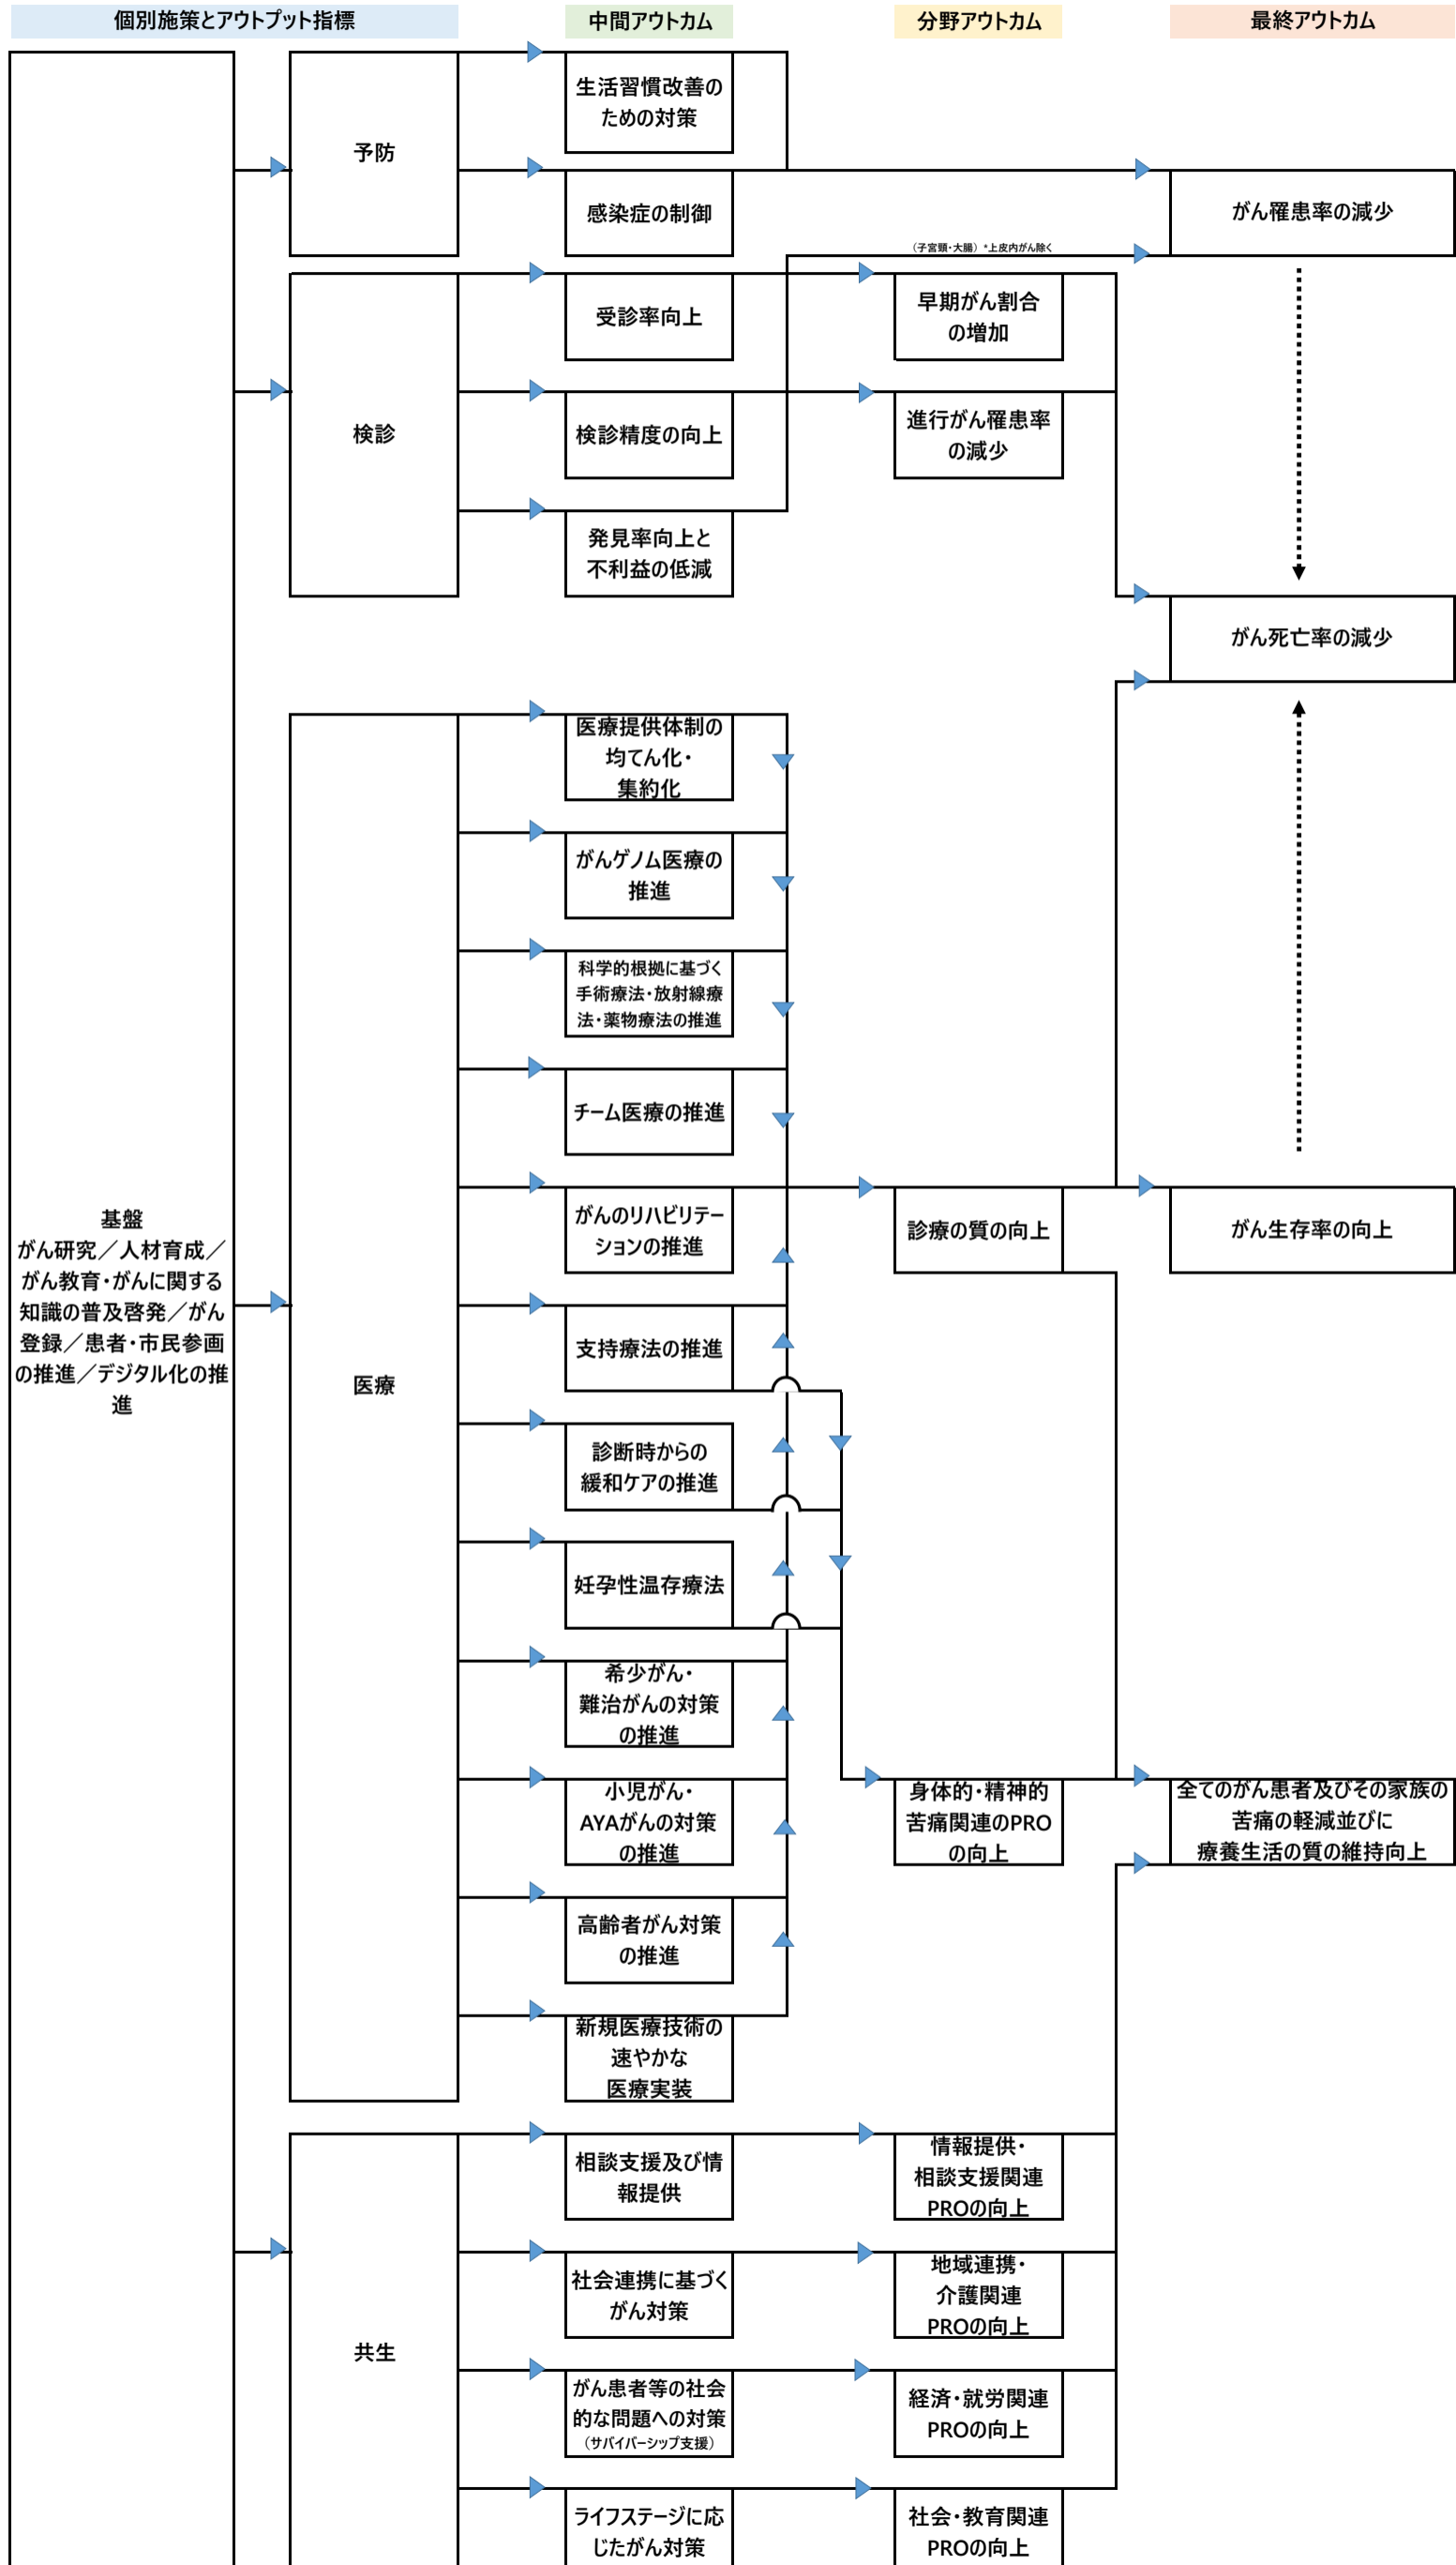 個別施策とアウトプット指標
中間アウトカム
分野アウトカム
最終アウトカム
基盤
がん研究／人材育成／
がん教育・がんに関する
知識の普及啓発／がん
登録／患者・市民参画
の推進／デジタル化の推
進
予防
生活習慣改善の
ための対策
感染症の制御
がん罹患率の減少
（子宮頸・大腸）*上皮内がん除く
検診
受診率向上
早期がん割合
の増加
検診精度の向上
進行がん罹患率
の減少
発見率向上と
不利益の低減
がん死亡率の減少
医療
医療提供体制の
均てん化・
集約化
がんゲノム医療の
推進
科学的根拠に基づく
手術療法・放射線療
法・薬物療法の推進
チーム医療の推進
がんのリハビリテー
ションの推進
診療の質の向上
がん生存率の向上
支持療法の推進
診断時からの
緩和ケアの推進
妊孕性温存療法
希少がん・
難治がんの対策
の推進
小児がん・
AYAがんの対策
の推進
身体的・精神的
苦痛関連のPRO
の向上
全てのがん患者及びその家族の
苦痛の軽減並びに
療養生活の質の維持向上
高齢者がん対策
の推進
新規医療技術の
速やかな
医療実装
共生
相談支援及び情
報提供
情報提供・
相談支援関連
PROの向上
社会連携に基づく
がん対策
地域連携・
介護関連
PROの向上
がん患者等の社会
的な問題への対策
（サバイバーシップ支援）
経済・就労関連
PROの向上
ライフステージに応
じたがん対策
社会・教育関連
PROの向上